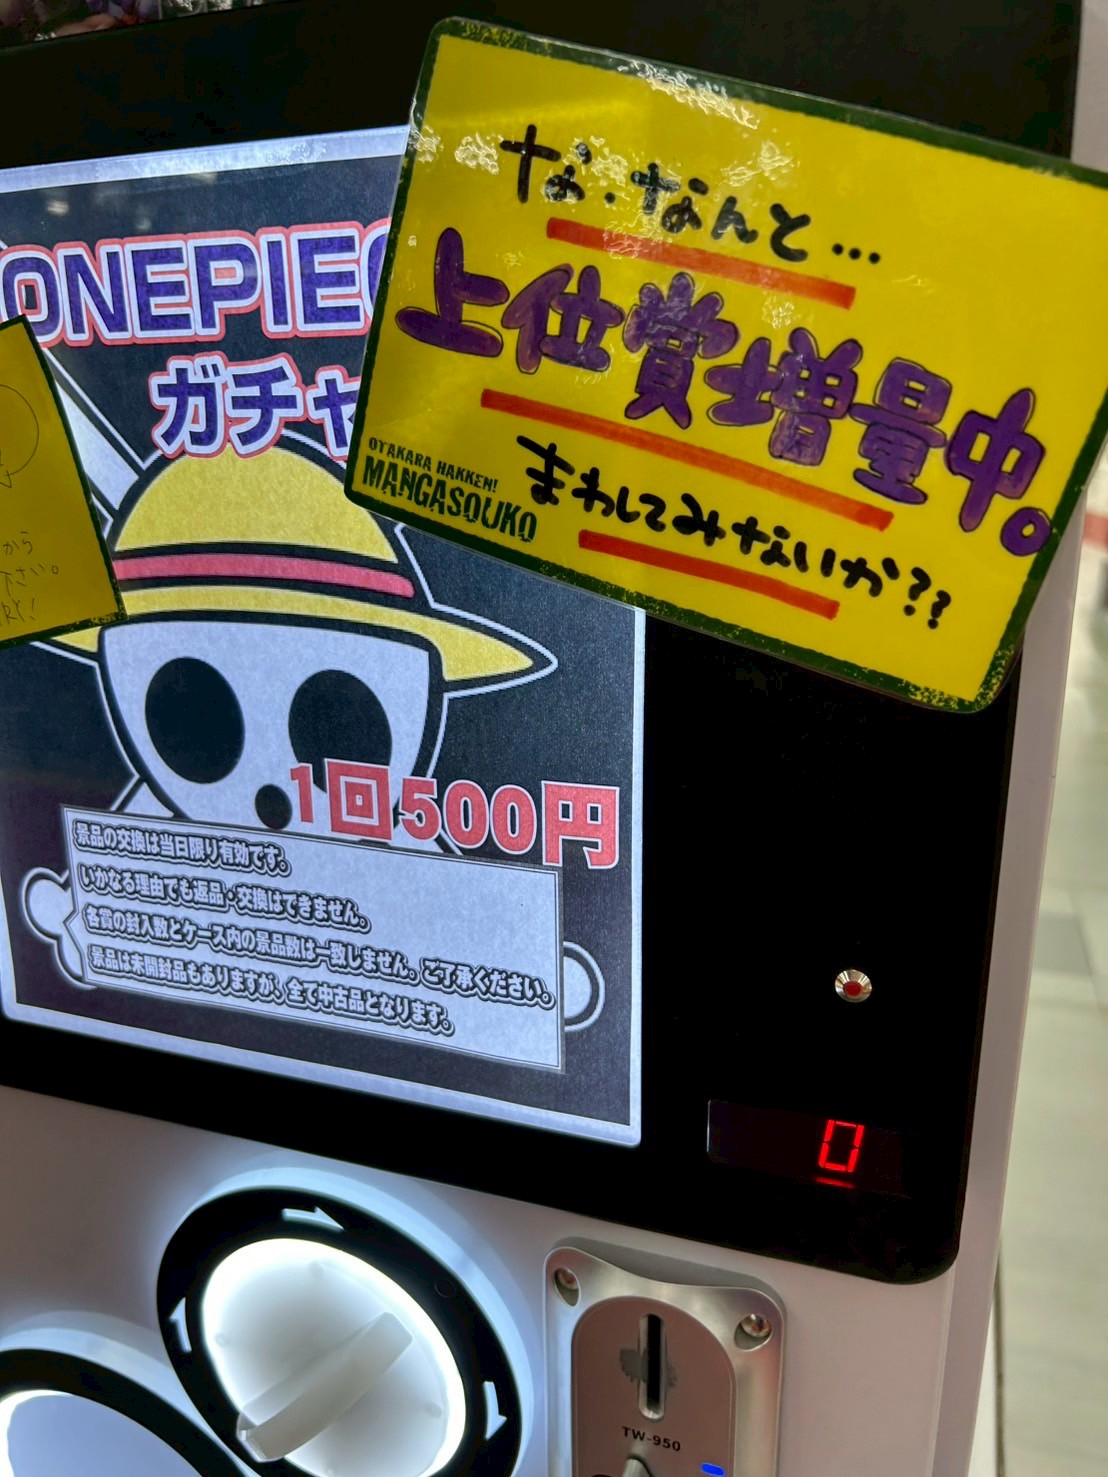 な、なんと...
上位賞増量中。
まわしてみないか??
OTAKARA HAKKEN!
MANGASOUKO
ONEPIEC
ガチャ
から
下さい。
1回500円
景品の交換は当日限り有効です。
いかなる理由でも返品・交換はできません。
各賞の封入数とケース内の景品数は一致しません。ご了承ください。
景品は未開封品もありますが、全て中古品となります。
0
TW-950